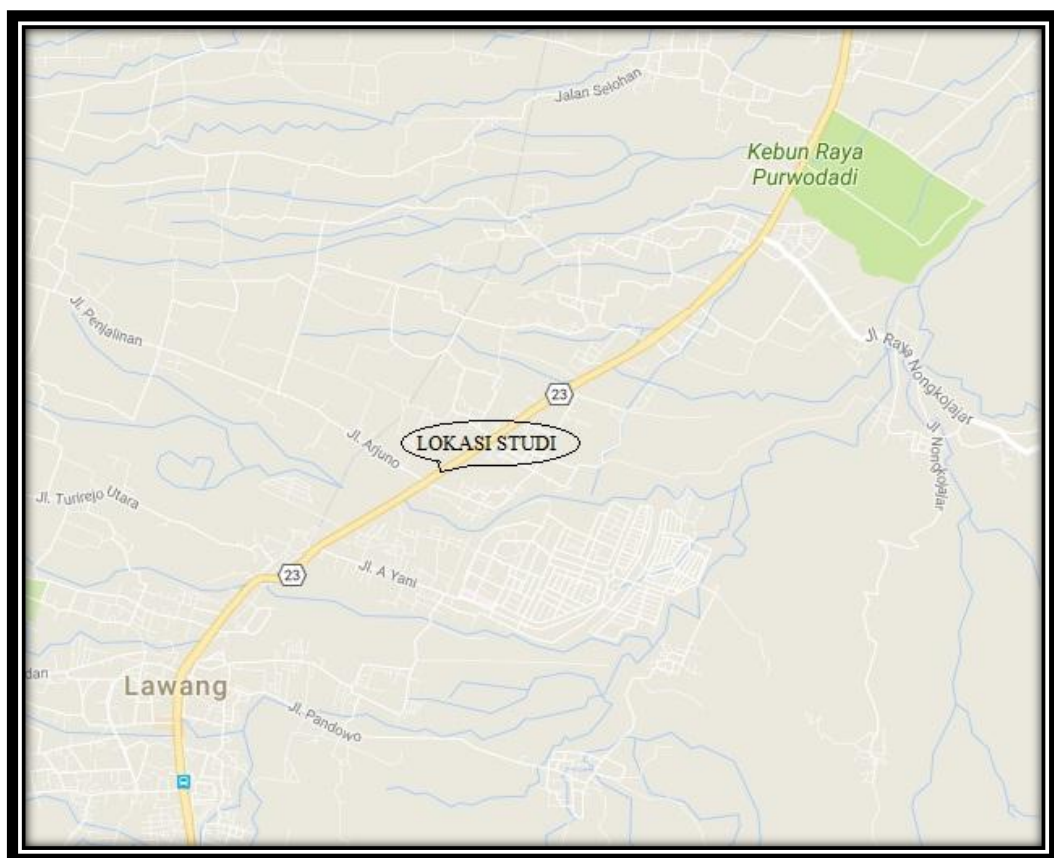 Jalan Selohan
Kebun Raya
Purwodadi
Jl. Penjalinan
Jl. Raya Nongkojajar
23
LOKASI STUDI
Jl. Arjuno
Jl. Nongkojajar
Jl. Turirejo Utara
Jl. A Yani
23
dan
Lawang
Jl. Pandowo